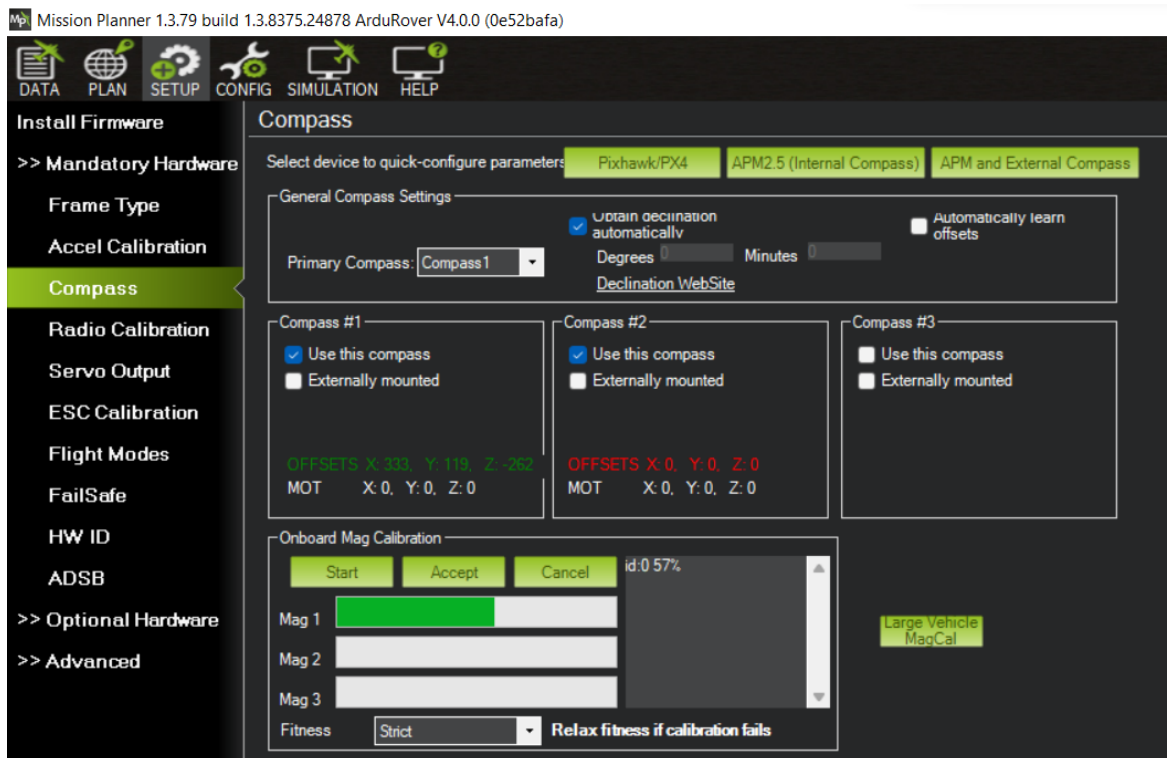 Mission Planner 1.3.79 build 1.3.8375.24878 ArduRover V4.0.0 (0e52bafa)
DATA PLAN SETUP CONFIG SIMULATION HELP
Install Firmware
>> Mandatory Hardware
Frame Type
Accel Calibration
Compass
Radio Calibration
Servo Output
ESC Calibration
Flight Modes
FailSafe
HW ID
ADSB
>> Optional Hardware
>> Advanced
Compass
Select device to quick-configure parameters
Pixhawk/PX4
APM2.5 (Internal Compass)
APM and External Compass
General Compass Settings
Primary Compass: Compass1
Obtain declination
automatically
Degrees 0 Minutes 0
Declination WebSite
Automatically learn
offsets
Compass #1
Use this compass
Externally mounted
OFFSETS X: 333, Y: 119, Z: -262
MOT X: 0, Y: 0, Z: 0
Compass #2
Use this compass
Externally mounted
OFFSETS X: 0, Y: 0, Z: 0
MOT X: 0, Y: 0, Z: 0
Compass #3
Use this compass
Externally mounted
Onboard Mag Calibration
Start Accept Cancel
id:0 57%
Mag 1
Mag 2
Mag 3
Fitness Strict Relax fitness if calibration fails
Large Vehicle
MagCal